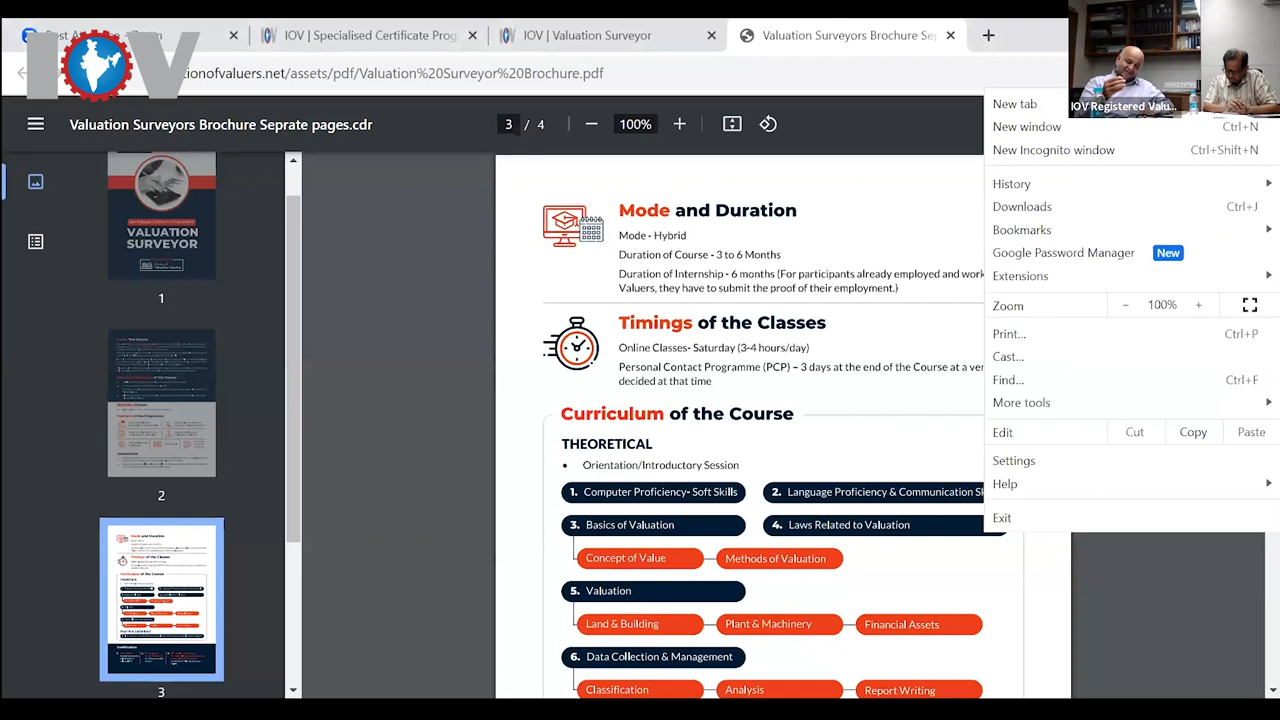 IOV
IOV | Specialised Certificate Prog
IOV | Valuation Surveyor
Valuation Surveyors Brochure Se
ionofvaluers.net/assets/pdf/Valuation%20Surveyor%20Brochure.pdf
IOV Registered Valu...
Valuation Surveyors Brochure Seprate pages.cdr
3 / 4
100%
New tab
New window Ctrl+N
New Incognito window Ctrl+Shift+N
History
Downloads Ctrl+J
Bookmarks
Google Password Manager New
Extensions
Zoom - 100% +
Print... Ctrl+P
Cast...
Find... Ctrl+F
More tools
Edit Cut Copy Paste
Settings
Help
Exit
VALUATION
SURVEYOR
1
2
3
Mode and Duration
Mode - Hybrid
Duration of Course - 3 to 6 Months
Duration of Internship - 6 months (For participants already employed and work
Valuers, they have to submit the proof of their employment.)
Timings of the Classes
Online Classes- Saturday (3-4 hours/day)
Personal Contact Programme (PCP) – 3 days at the end of the Course at a ve
decided at that time
Curriculum of the Course
THEORETICAL
• Orientation/Introductory Session
1. Computer Proficiency- Soft Skills
2. Language Proficiency & Communication Sk
3. Basics of Valuation
4. Laws Related to Valuation
Concept of Value
Methods of Valuation
5. Valuation
Land & Building
Plant & Machinery
Financial Assets
6. Data Collection & Management
Classification
Analysis
Report Writing